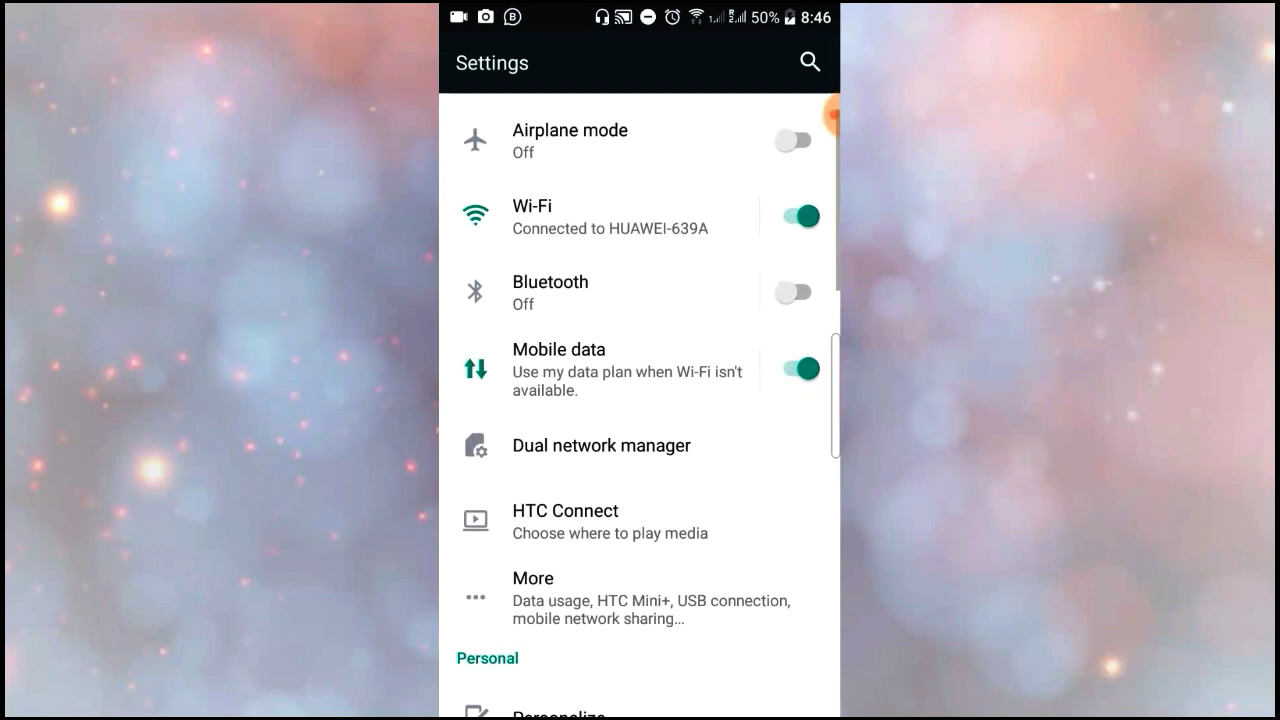 50% 8:46
Settings
Airplane mode
Off
Wi-Fi
Connected to HUAWEI-639A
Bluetooth
Off
Mobile data
Use my data plan when Wi-Fi isn't
available.
Dual network manager
HTC Connect
Choose where to play media
More
Data usage, HTC Mini+, USB connection,
mobile network sharing...
Personal
Personalize